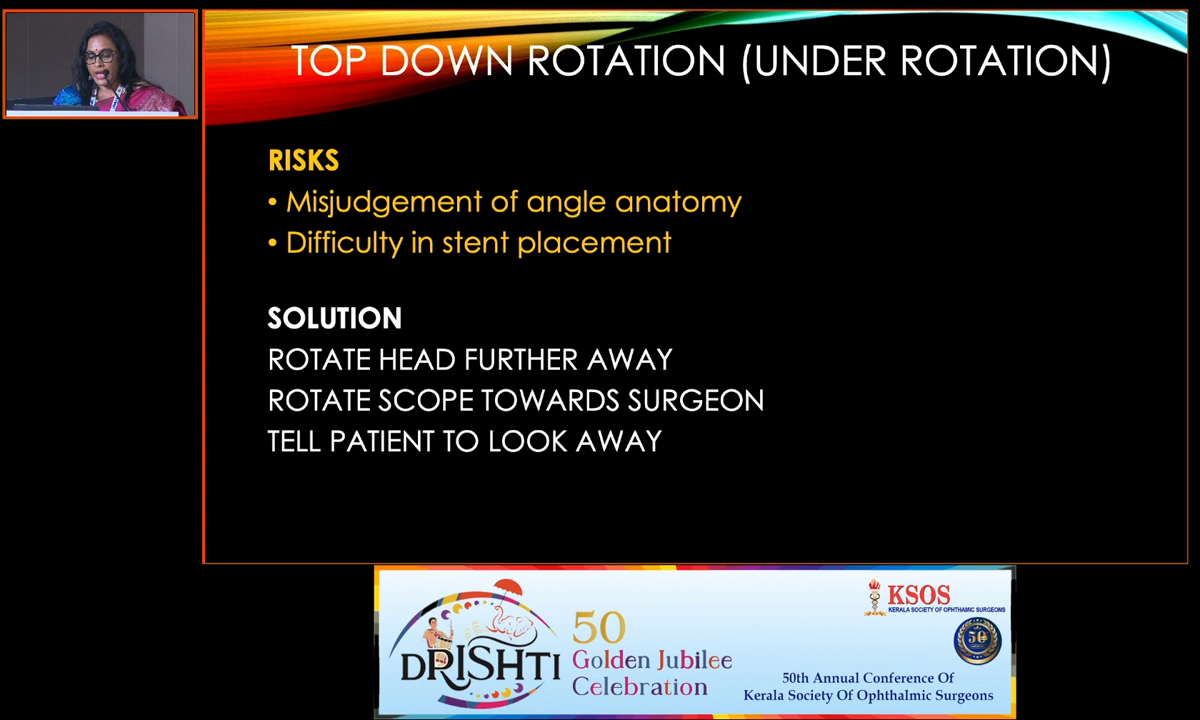 TOP DOWN ROTATION (UNDER ROTATION)
RISKS
• Misjudgement of angle anatomy
• Difficulty in stent placement
SOLUTION
ROTATE HEAD FURTHER AWAY
ROTATE SCOPE TOWARDS SURGEON
TELL PATIENT TO LOOK AWAY
DRISHTI
50
Golden Jubilee
Celebration
KSOS
KERALA SOCIETY OF OPHTHAMIC SURGEONS
50
50th Annual Conference Of
Kerala Society Of Ophthalmic Surgeons